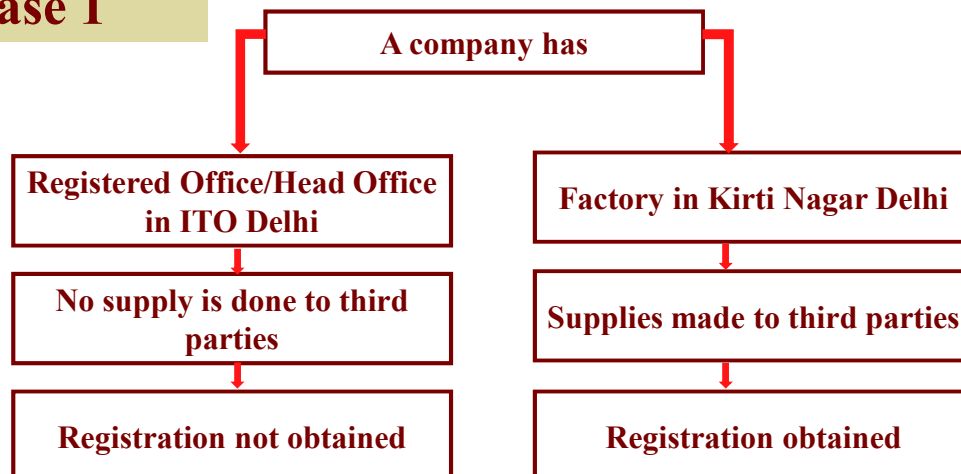 ase 1
A company has
Registered Office/Head Office
in ITO Delhi
Factory in Kirti Nagar Delhi
No supply is done to third
parties
Supplies made to third parties
Registration not obtained
Registration obtained